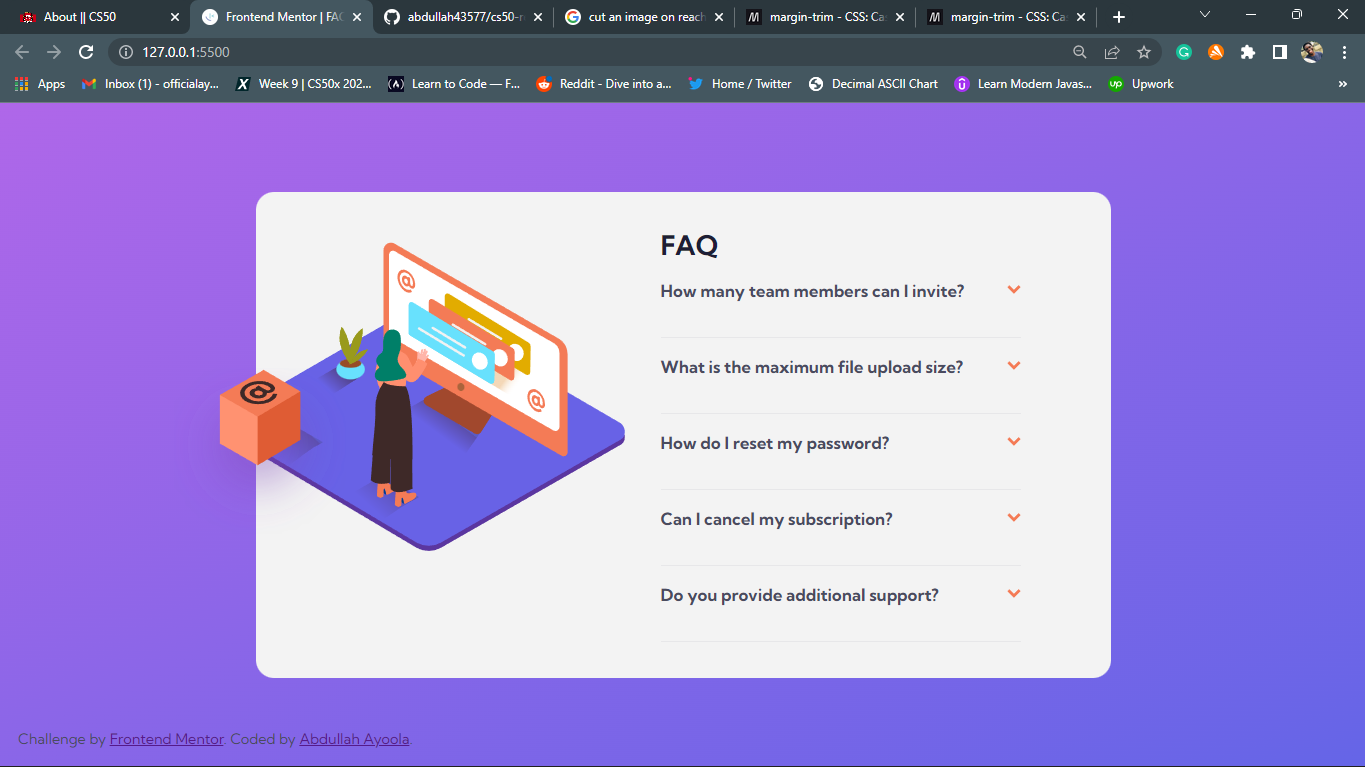 About || CS50
Frontend Mentor | FAQ
abdullah43577/cs50-r
cut an image on reach
margin-trim - CSS: Ca
margin-trim - CSS: Ca
127.0.0.1:5500
Apps
Inbox (1) - officialay...
Week 9 | CS50x 202...
Learn to Code — F...
Reddit - Dive into a...
Home / Twitter
Decimal ASCII Chart
Learn Modern Javas...
up Upwork
»
FAQ
How many team members can I invite?
What is the maximum file upload size?
How do I reset my password?
Can I cancel my subscription?
Do you provide additional support?
@
@
@
Challenge by Frontend Mentor. Coded by Abdullah Ayoola.